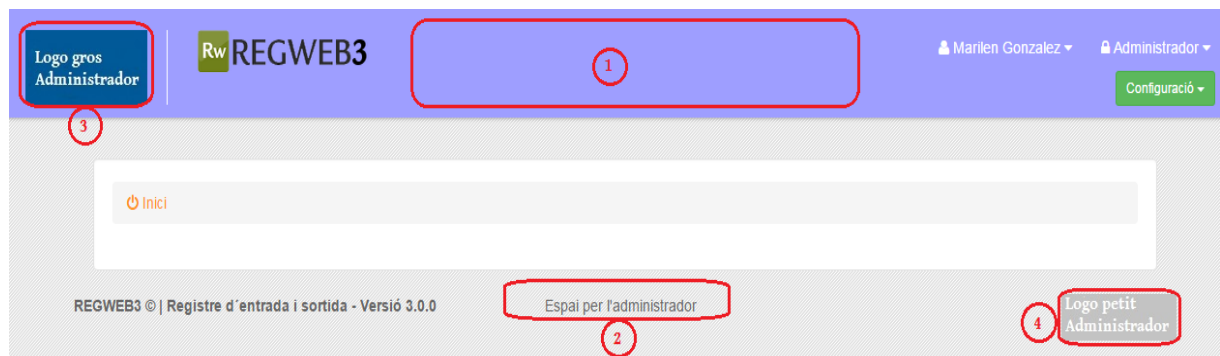 Logo gros
Administrador
3
Rw REGWEB3
1
Marilen Gonzalez
Administrador
Configuració
Inici
REGWEB3 © | Registre d´entrada i sortida - Versió 3.0.0
Espai per l'administrador
2
4
Logo petit
Administrador